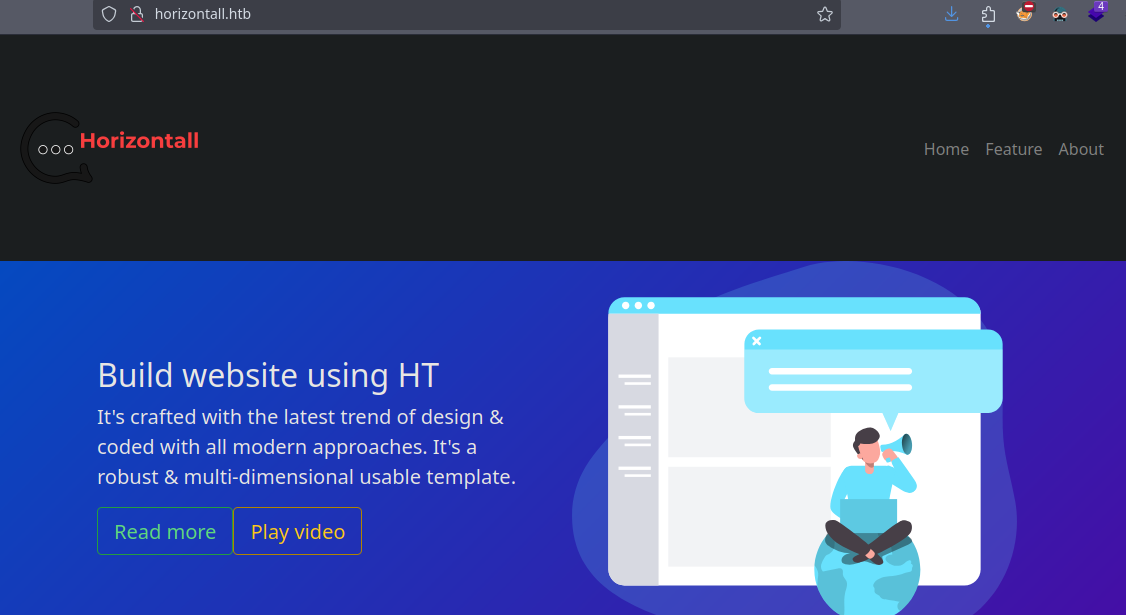 horizontall.htb
4
Horizontall
Home Feature About
Build website using HT
It's crafted with the latest trend of design &
coded with all modern approaches. It's a
robust & multi-dimensional usable template.
Read more Play video